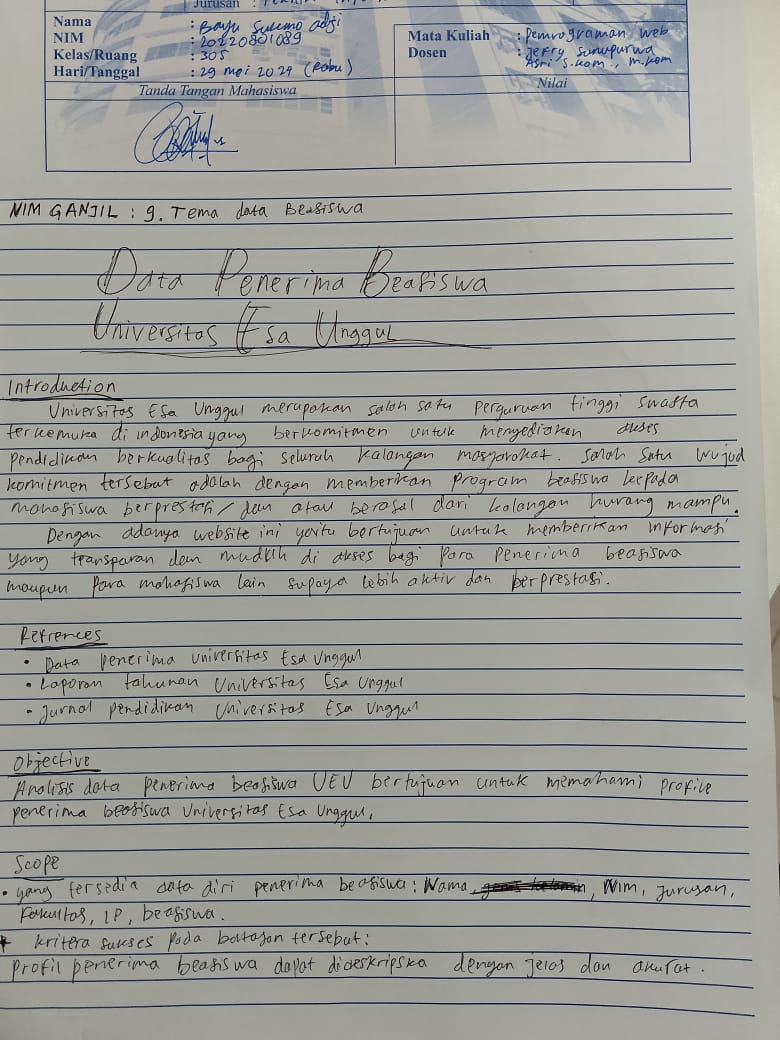 Jurusan :
Nama : Bayu Sukmo Adji
NIM : 20220801089
Kelas/Ruang : 305
Hari/Tanggal : 29 mei 2024 (Rabu)
Mata Kuliah : Pemrograman web
Dosen : Jefry Sunupurwa Asri S.kom., M.kom
Tanda Tangan Mahasiswa
Nilai
NIM GANJIL : 9. Tema data Beasiswa
Data Penerima Beasiswa
Universitas Esa Unggul
Introduction
Universitas Esa Unggul merupakan salah satu perguruan tinggi swasta
terkemuka di indonesia yang berkomitmen untuk menyediakan akses
pendidikan berkualitas bagi seluruh kalangan masyarakat. Salah satu wujud
komitmen tersebut adalah dengan memberikan program beasiswa kepada
mahasiswa berprestasi/dan atau berasal dari kalangan kurang mampu.
Dengan adanya website ini yaitu bertujuan untuk memberikan informasi
yang transparan dan mudah di akses bagi para penerima beasiswa
maupun para mahasiswa lain supaya lebih aktiv dan berprestasi.
Refrences
• Data penerima universitas Esa Unggul
• Laporan tahunan Universitas Esa Unggul
• Jurnal pendidikan Universitas Esa Unggul
Objective
Analisis data penerima beasiswa UEU bertujuan untuk memahami profile
penerima beasiswa Universitas Esa Unggul.
Scope
• yang tersedia data diri penerima beasiswa : Nama, , Nim, jurusan,
Fakultas, IP, beasiswa.
• kritera sukses pada batasan tersebut :
Profil penerima beasiswa dapat dideskripska dengan jelas dan akurat.